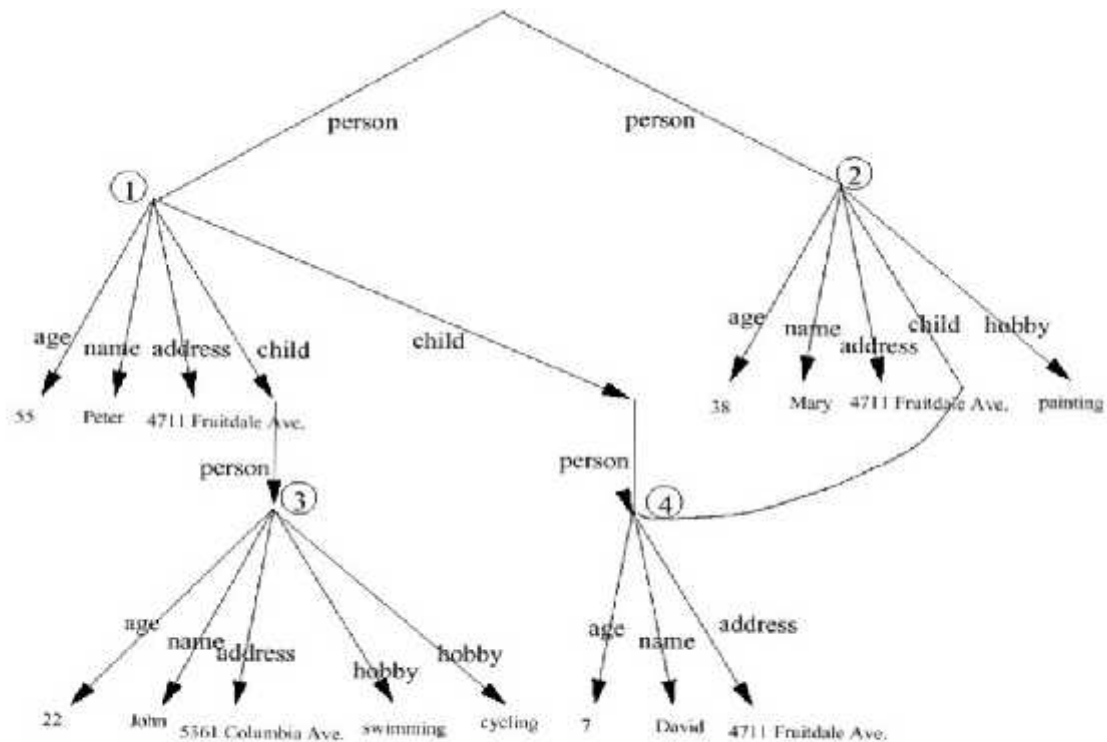 person person
1 2
age name address child child age name address child hobby
55 Peter 4711 Fruitdale Ave. 38 Mary 4711 Fruitdale Ave. painting
person person
3 4
age name address hobby hobby age name address
22 John 5361 Columbia Ave. swimming cycling 7 David 4711 Fruitdale Ave.